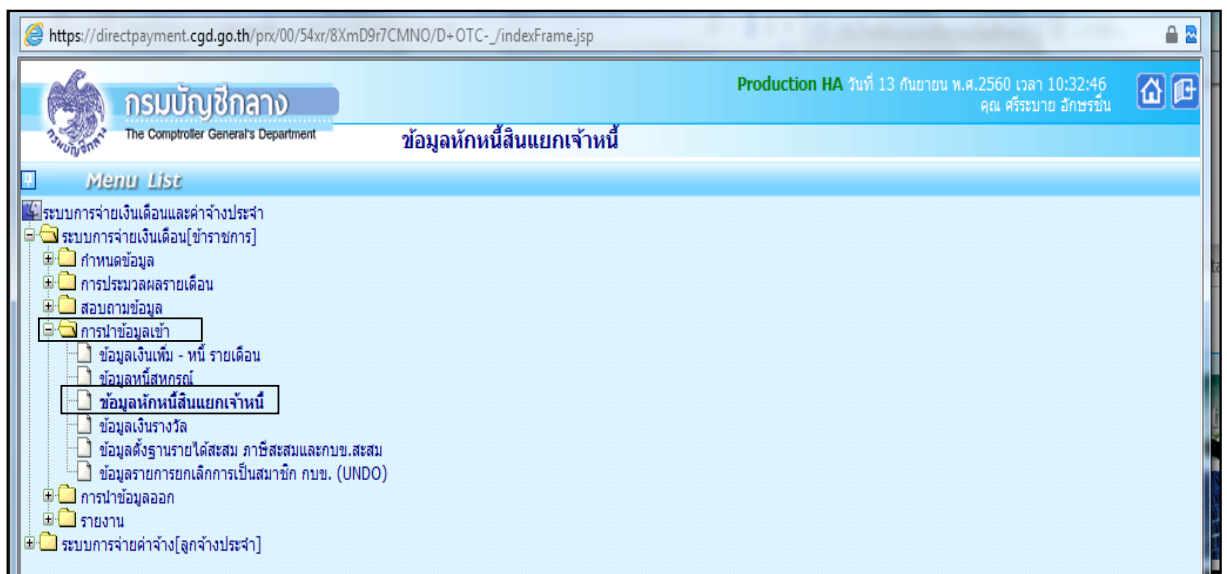 https://directpayment.cgd.go.th/prx/00/54xr/8XmD9r7CMNO/D+OTC-_/indexFrame.jsp
กรมบัญชีกลาง
The Comptroller General's Department
Production HA วันที่ 13 กันยายน พ.ศ.2560 เวลา 10:32:46
คุณ ศรีระบาย อักษรชื่น
ข้อมูลหักหนี้สินแยกเจ้าหนี้
Menu List
ระบบการจ่ายเงินเดือนและค่าจ้างประจำ
ระบบการจ่ายเงินเดือน[ข้าราชการ]
กำหนดข้อมูล
การประมวลผลรายเดือน
สอบถามข้อมูล
การนำข้อมูลเข้า
ข้อมูลเงินเพิ่ม - หนี้ รายเดือน
ข้อมูลหนี้สหกรณ์
ข้อมูลหักหนี้สินแยกเจ้าหนี้
ข้อมูลเงินรางวัล
ข้อมูลตั้งฐานรายได้สะสม ภาษีสะสมและกบข.สะสม
ข้อมูลรายการยกเลิกการเป็นสมาชิก กบข. (UNDO)
การนำข้อมูลออก
รายงาน
ระบบการจ่ายค่าจ้าง[ลูกจ้างประจำ]